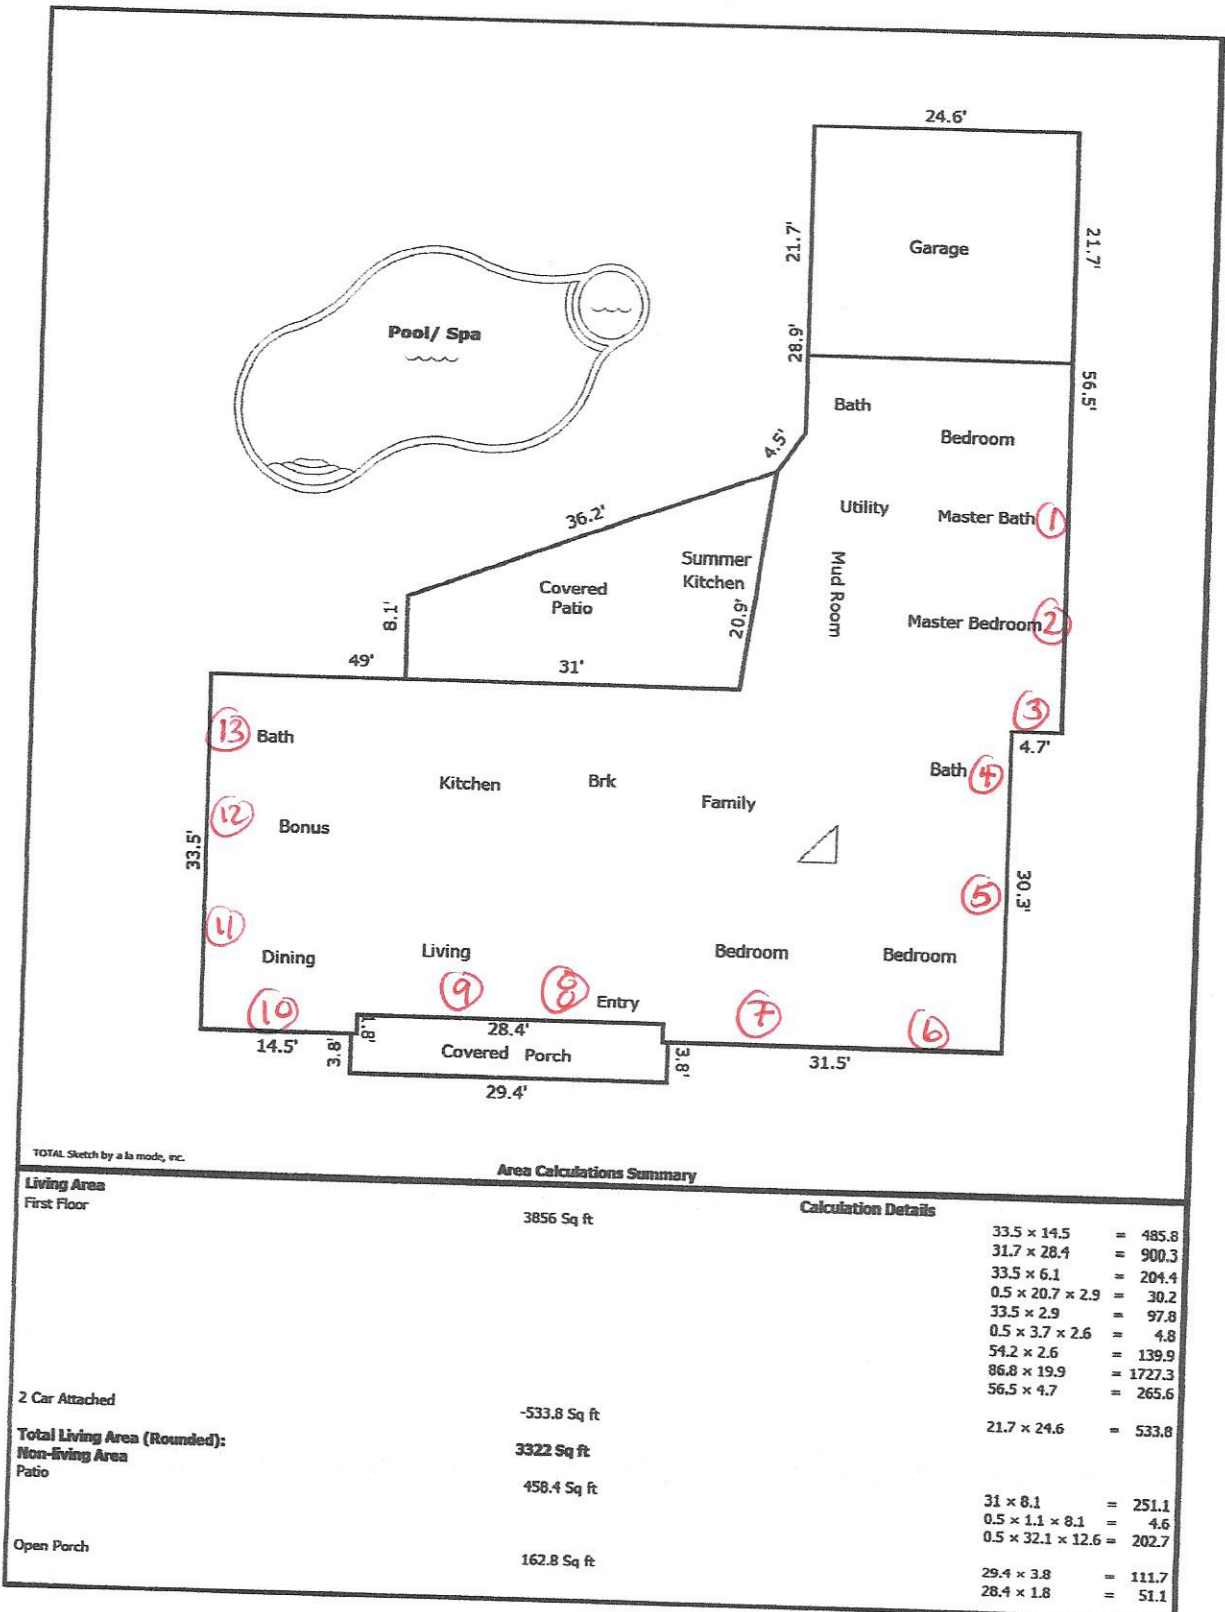 24.6'
21.7'
Garage
21.7'
28.9'
56.5'
Pool/ Spa
Bath
Bedroom
4.5'
36.2'
Utility
Master Bath
1
Summer
Kitchen
Covered
Patio
Mud Room
8.1'
20.9'
Master Bedroom
2
49'
31'
3
4.7'
13
Bath
Kitchen
Brk
Family
Bath
4
12
Bonus
33.5'
5
30.3'
11
Dining
Living
Bedroom
Bedroom
10
9
8
Entry
7
6
14.5'
1.8'
28.4'
3.8'
Covered Porch
3.8'
31.5'
29.4'
TOTAL Sketch by a la mode, inc.
Area Calculations Summary
Living Area
Calculation Details
First Floor
3856 Sq ft
33.5 x 14.5 = 485.8
31.7 x 28.4 = 900.3
33.5 x 6.1 = 204.4
0.5 x 20.7 x 2.9 = 30.2
33.5 x 2.9 = 97.8
0.5 x 3.7 x 2.6 = 4.8
54.2 x 2.6 = 139.9
86.8 x 19.9 = 1727.3
56.5 x 4.7 = 265.6
2 Car Attached
-533.8 Sq ft
21.7 x 24.6 = 533.8
Total Living Area (Rounded):
3322 Sq ft
Non-living Area
Patio
458.4 Sq ft
31 x 8.1 = 251.1
0.5 x 1.1 x 8.1 = 4.6
0.5 x 32.1 x 12.6 = 202.7
Open Porch
162.8 Sq ft
29.4 x 3.8 = 111.7
28.4 x 1.8 = 51.1